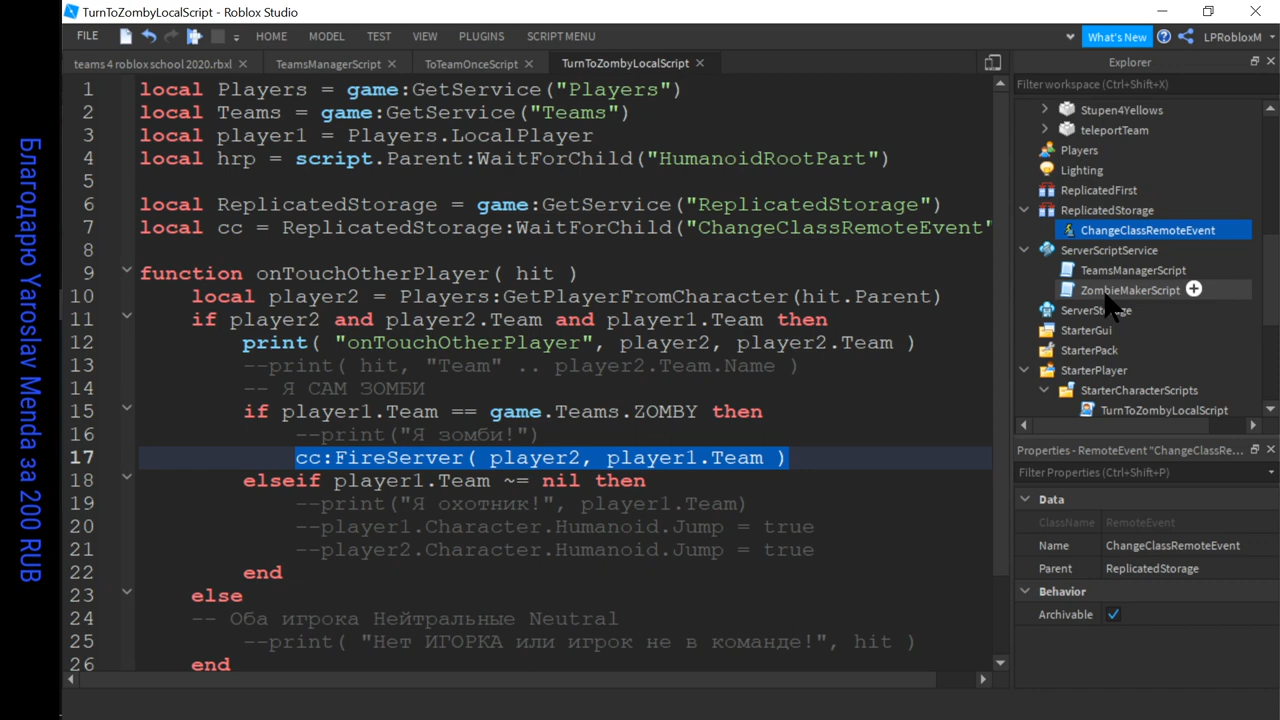 TurnToZombyLocalScript - Roblox Studio
FILE HOME MODEL TEST VIEW PLUGINS SCRIPT MENU What's New LPRobloxM
teams 4 roblox school 2020.rbxl TeamsManagerScript ToTeamOnceScript TurnToZombyLocalScript
1 local Players = game:GetService("Players")
2 local Teams = game:GetService("Teams")
3 local player1 = Players.LocalPlayer
4 local hrp = script.Parent:WaitForChild("HumanoidRootPart")
5
6 local ReplicatedStorage = game:GetService("ReplicatedStorage")
7 local cc = ReplicatedStorage:WaitForChild("ChangeClassRemoteEvent"
8
9 function onTouchOtherPlayer( hit )
10 local player2 = Players:GetPlayerFromCharacter(hit.Parent)
11 if player2 and player2.Team and player1.Team then
12 print( "onTouchOtherPlayer", player2, player2.Team )
13 --print( hit, "Team" .. player2.Team.Name )
14 -- Я САМ ЗОМБИ
15 if player1.Team == game.Teams.ZOMBY then
16 --print("Я зомби!")
17 cc:FireServer( player2, player1.Team )
18 elseif player1.Team ~= nil then
19 --print("Я охотник!", player1.Team)
20 --player1.Character.Humanoid.Jump = true
21 --player2.Character.Humanoid.Jump = true
22 end
23 else
24 -- Оба игрока Нейтральные Neutral
25 --print( "Нет ИГОРКА или игрок не в команде!", hit )
26 end
Explorer
Filter workspace (Ctrl+Shift+X)
Stupen4Yellows
teleportTeam
Players
Lighting
ReplicatedFirst
ReplicatedStorage
ChangeClassRemoteEvent
ServerScriptService
TeamsManagerScript
ZombieMakerScript
ServerStorage
StarterGui
StarterPack
StarterPlayer
StarterCharacterScripts
TurnToZombyLocalScript
Properties - RemoteEvent "ChangeClassRe...
Filter Properties (Ctrl+Shift+P)
Data
ClassName RemoteEvent
Name ChangeClassRemoteEvent
Parent ReplicatedStorage
Behavior
Archivable
Благодарю Yaroslav Menda за 200 RUB